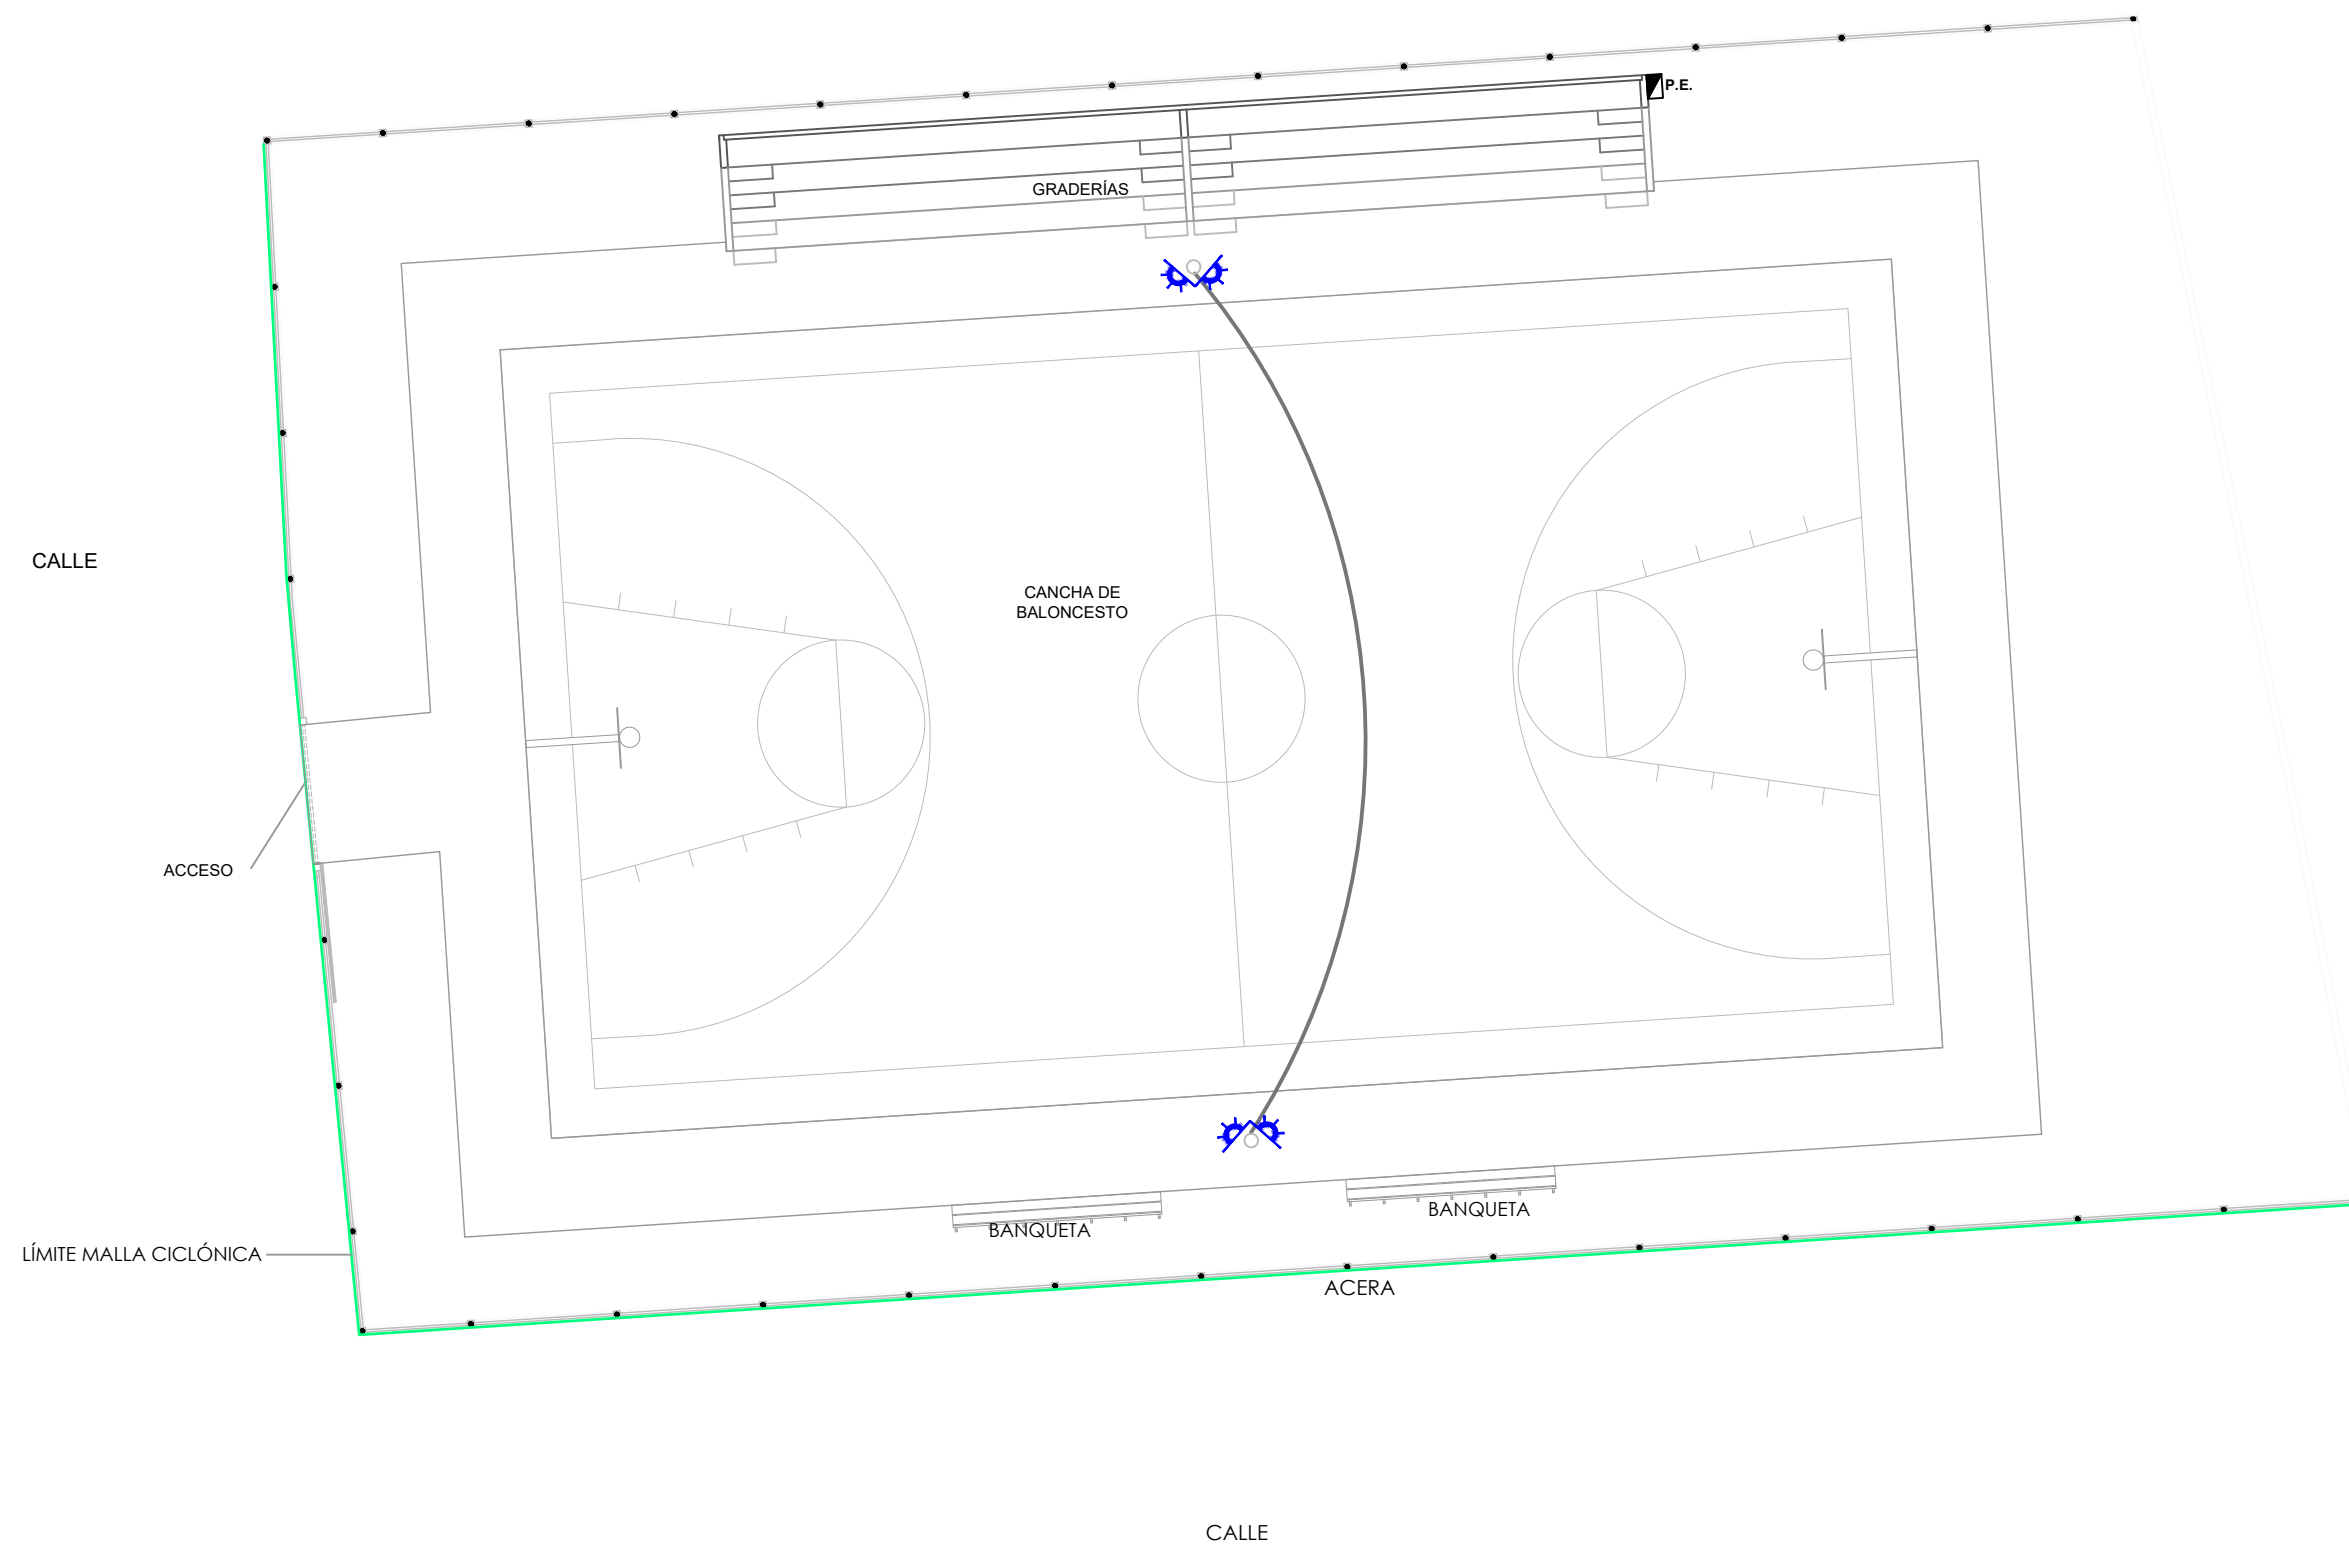 P.E.
GRADERÍAS
CALLE
CANCHA DE
BALONCESTO
ACCESO
BANQUETA
BANQUETA
LÍMITE MALLA CICLÓNICA
ACERA
CALLE